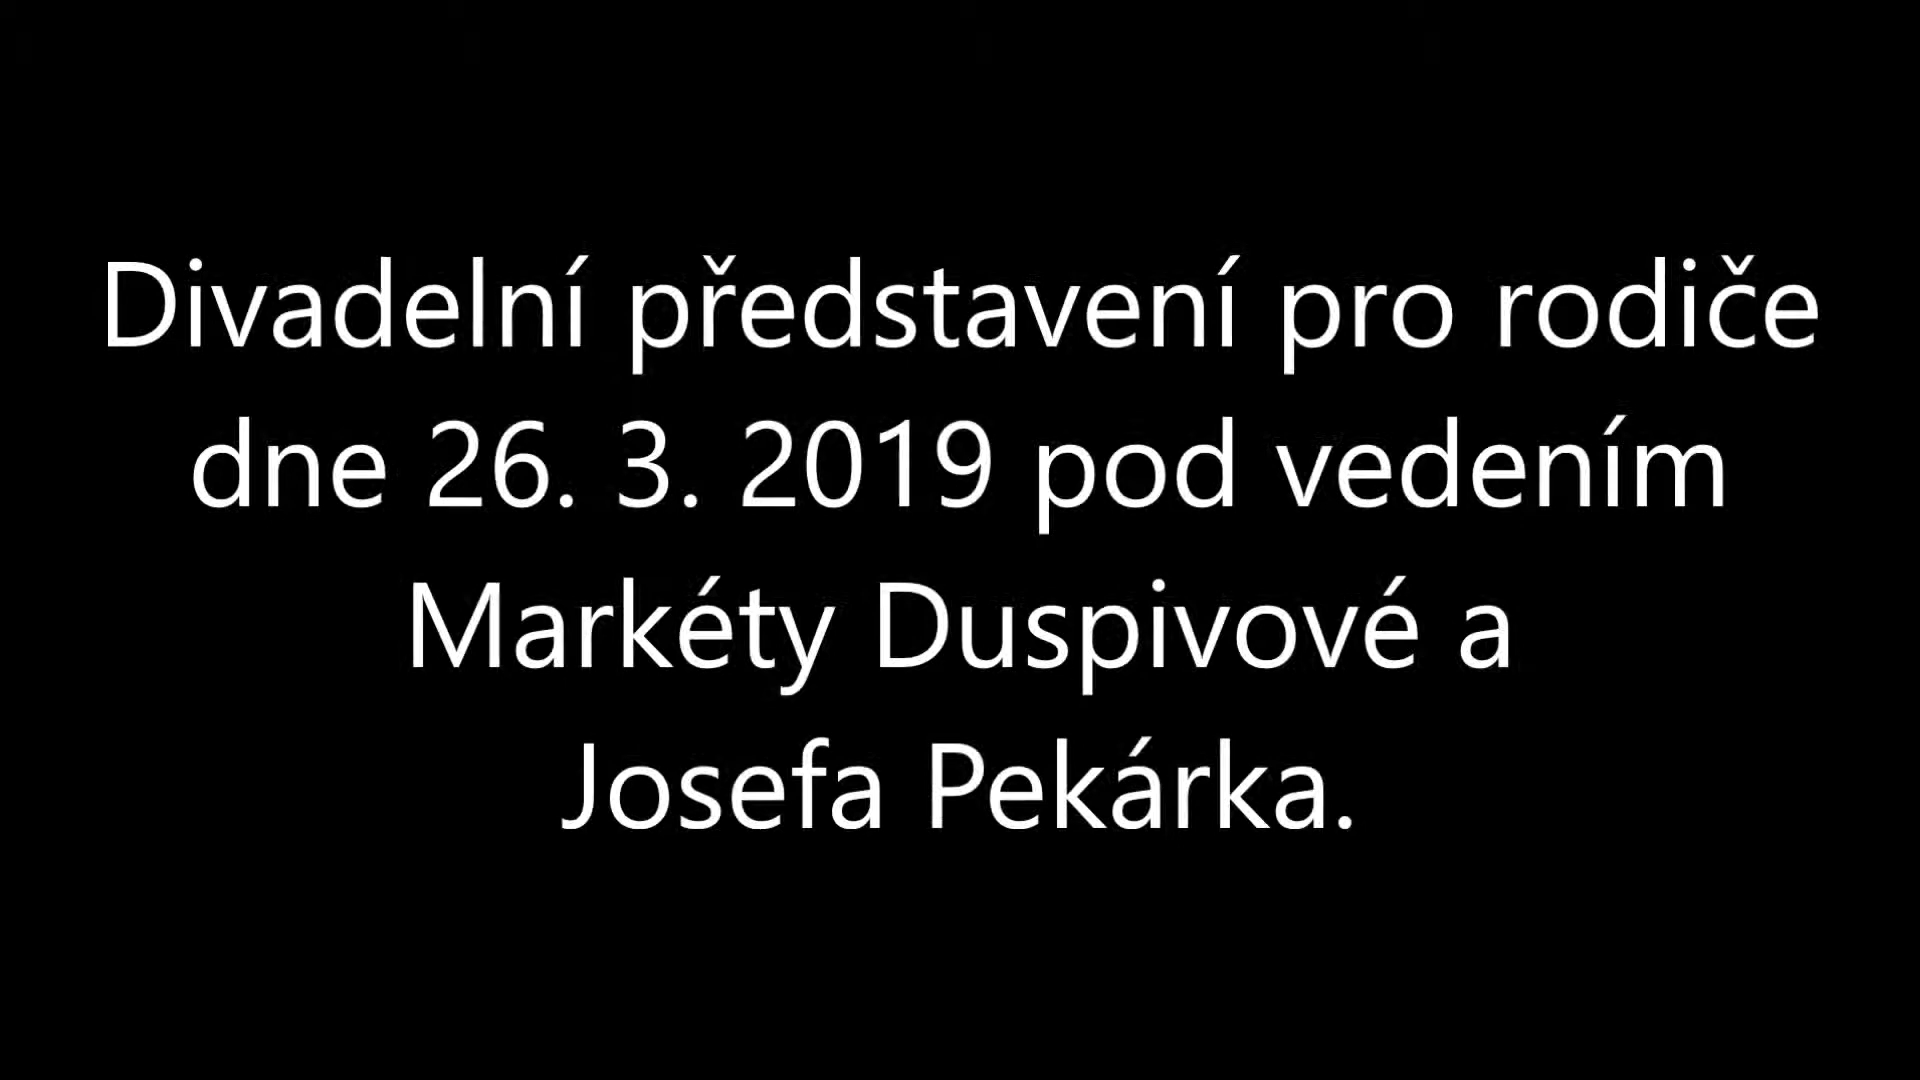 Divadelní představení pro rodiče
dne 26. 3. 2019 pod vedením
Markéty Duspivové a
Josefa Pekárka.